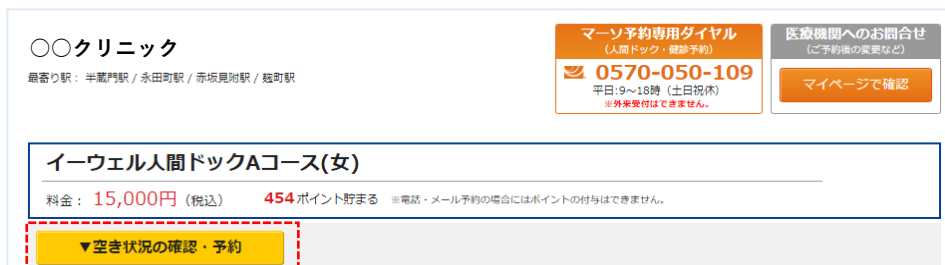 ○○クリニック
最寄り駅： 半蔵門駅 / 永田町駅 / 赤坂見附駅 / 麹町駅
マーソ予約専用ダイヤル
（人間ドック・健診予約）
0570-050-109
平日:9～18時（土日祝休）
※外来受付はできません。
医療機関へのお問合せ
（ご予約後の変更など）
マイページで確認
イーウェル人間ドックAコース(女)
料金： 15,000円（税込） 454ポイント貯まる ※電話・メール予約の場合にはポイントの付与はできません。
▼空き状況の確認・予約